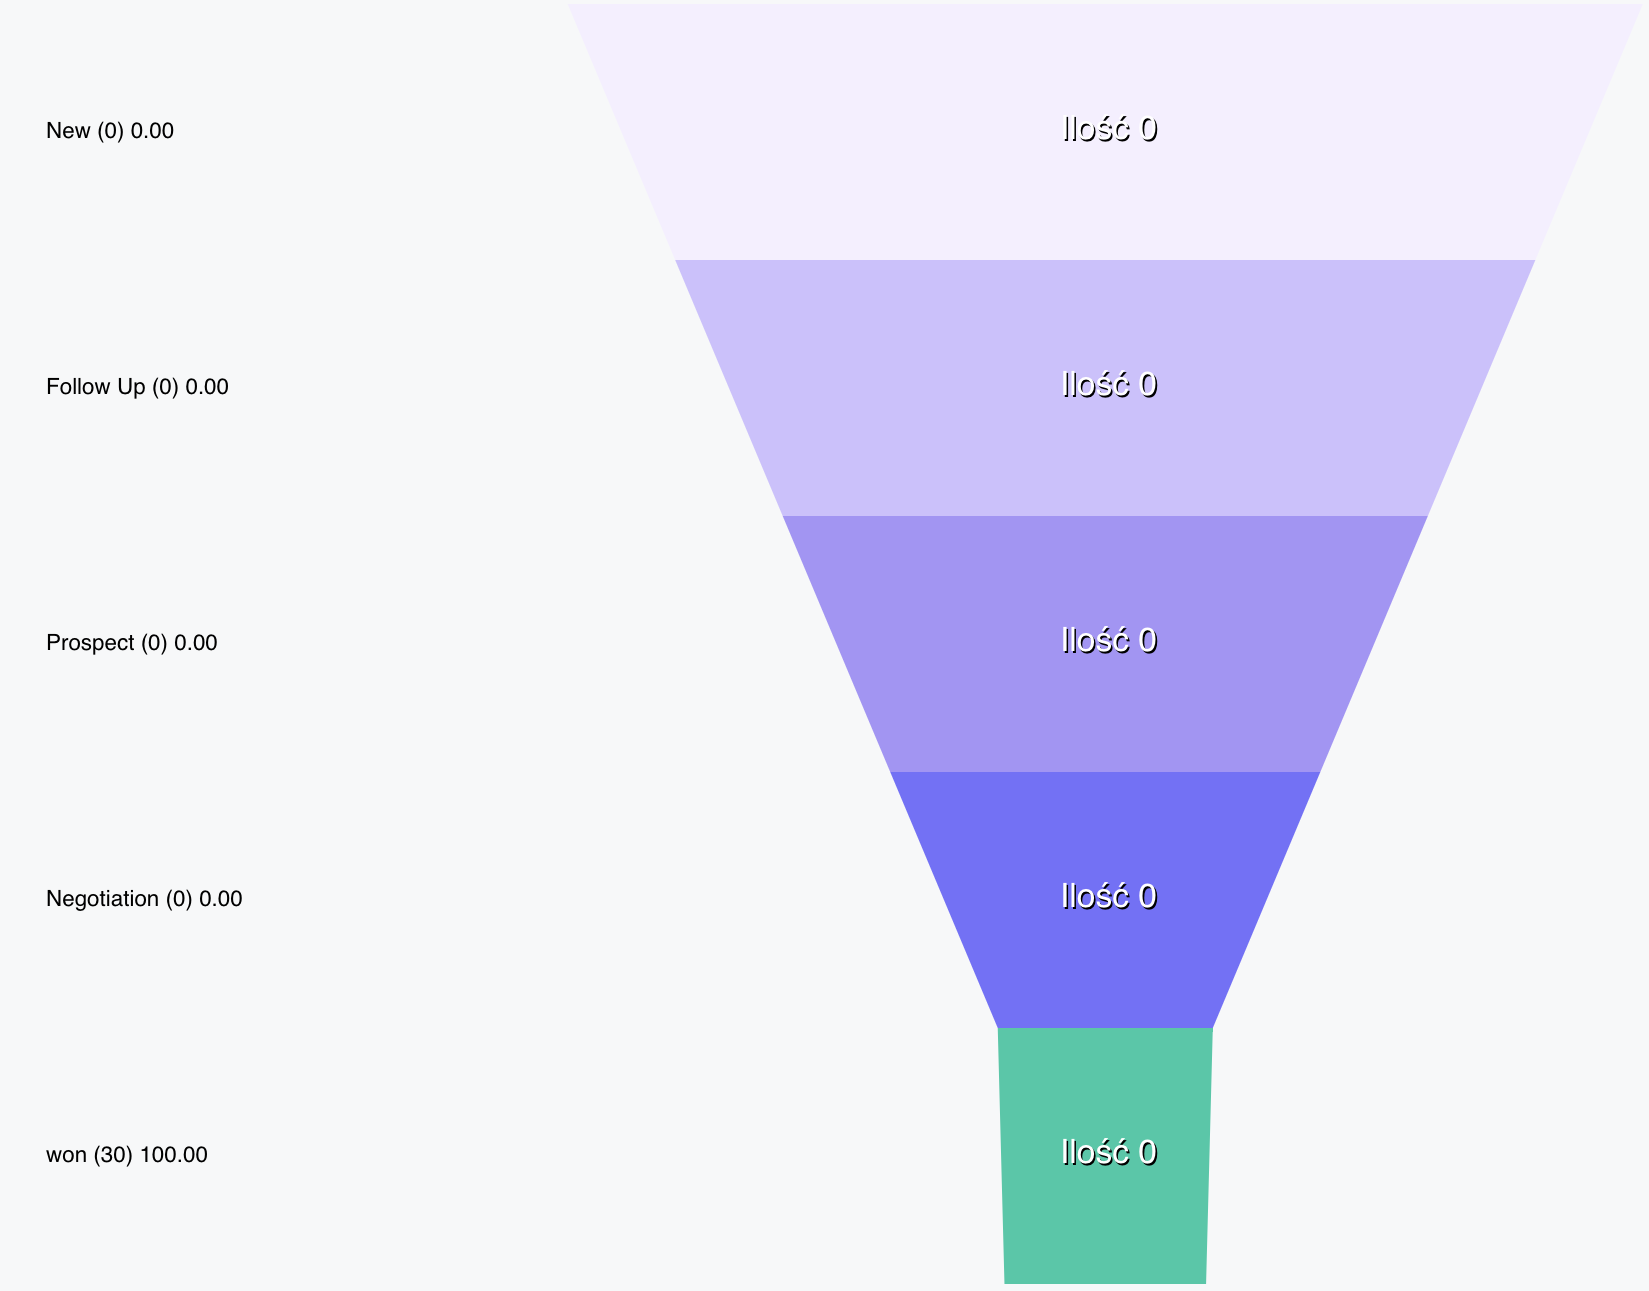 New (0) 0.00
Ilość 0
Follow Up (0) 0.00
Ilość 0
Prospect (0) 0.00
Ilość 0
Negotiation (0) 0.00
Ilość 0
won (30) 100.00
Ilość 0